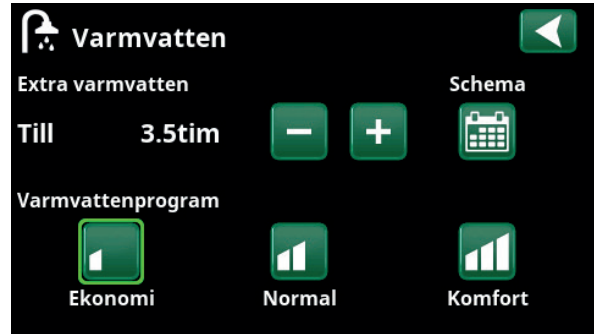 Varmvatten
Extra varmvatten Schema
Till 3.5tim
Varmvattenprogram
Ekonomi Normal Komfort